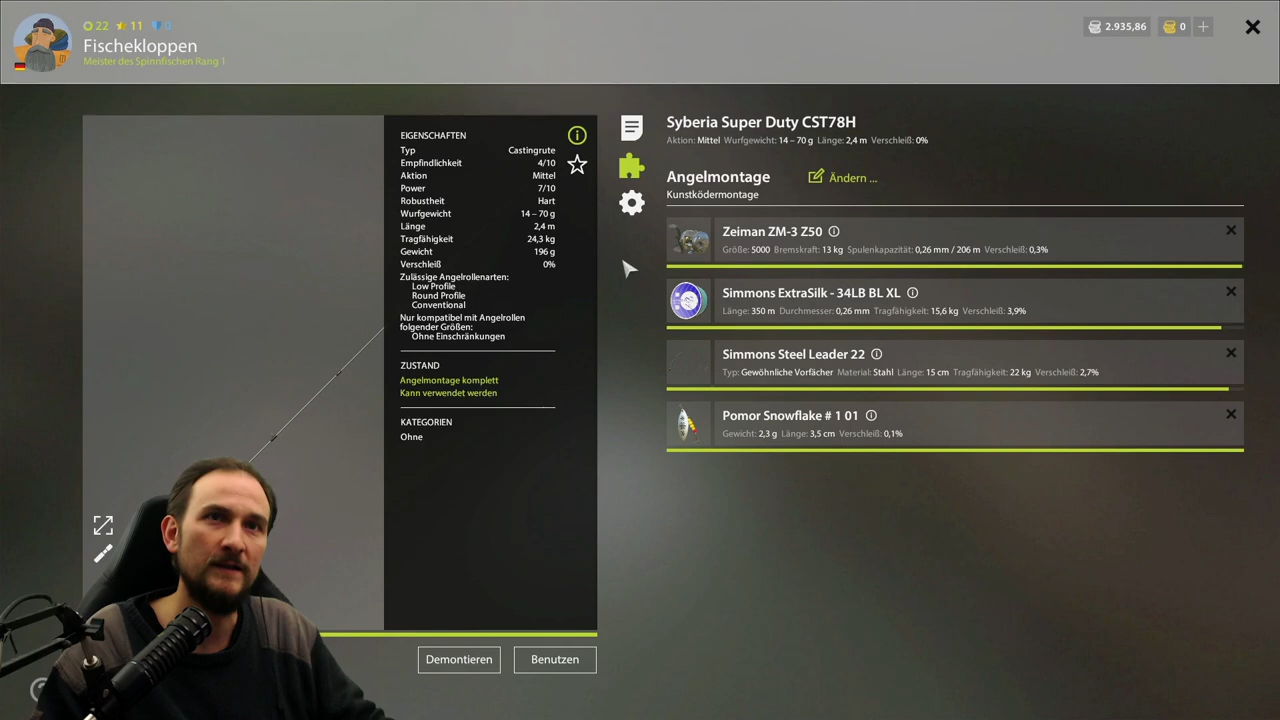 22 11 0
Fischekloppen
Meister des Spinnfischen Rang 1
2.935,86 0
EIGENSCHAFTEN
Typ Castingrute
Empfindlichkeit 4/10
Aktion Mittel
Power 7/10
Robustheit Hart
Wurfgewicht 14 – 70 g
Länge 2,4 m
Tragfähigkeit 24,3 kg
Gewicht 196 g
Verschleiß 0%
Zulässige Angelrollenarten:
Low Profile
Round Profile
Conventional
Nur kompatibel mit Angelrollen
folgender Größen:
Ohne Einschränkungen
ZUSTAND
Angelmontage komplett
Kann verwendet werden
KATEGORIEN
Ohne
Demontieren Benutzen
Syberia Super Duty CST78H
Aktion: Mittel Wurfgewicht: 14 – 70 g Länge: 2,4 m Verschleiß: 0%
Angelmontage Ändern ...
Kunstködermontage
Zeiman ZM-3 Z50
Größe: 5000 Bremskraft: 13 kg Spulenkapazität: 0,26 mm / 206 m Verschleiß: 0,3%
Simmons ExtraSilk - 34LB BL XL
Länge: 350 m Durchmesser: 0,26 mm Tragfähigkeit: 15,6 kg Verschleiß: 3,9%
Simmons Steel Leader 22
Typ: Gewöhnliche Vorfächer Material: Stahl Länge: 15 cm Tragfähigkeit: 22 kg Verschleiß: 2,7%
Pomor Snowflake # 1 01
Gewicht: 2,3 g Länge: 3,5 cm Verschleiß: 0,1%